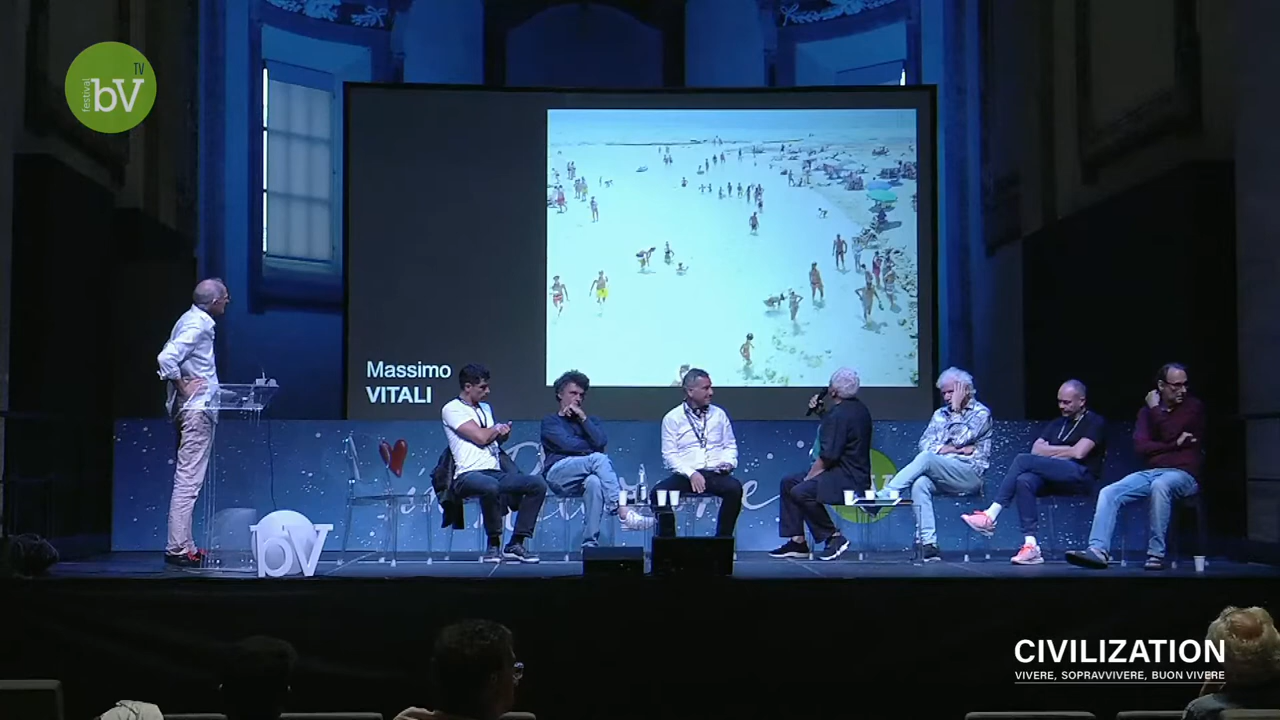 festival
bV
TV
Massimo
VITALI
bV
CIVILIZATION
VIVERE, SOPRAVVIVERE, BUON VIVERE